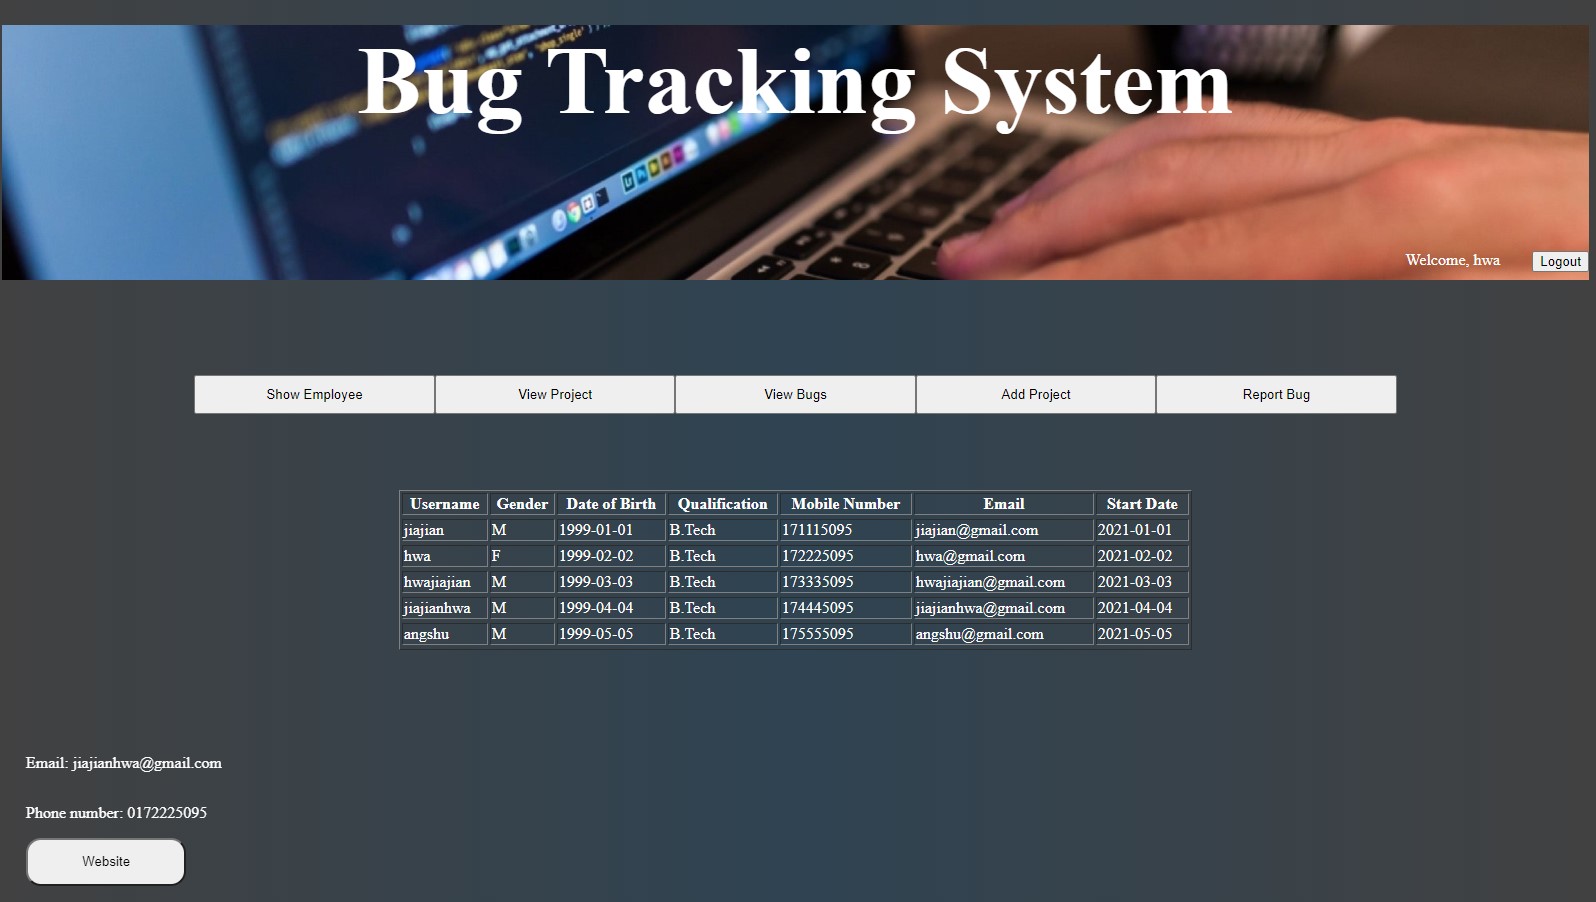 Bug Tracking System
Welcome, hwa Logout
Show Employee View Project View Bugs Add Project Report Bug
Username Gender Date of Birth Qualification Mobile Number Email Start Date
jiajian M 1999-01-01 B.Tech 171115095 jiajian@gmail.com 2021-01-01
hwa F 1999-02-02 B.Tech 172225095 hwa@gmail.com 2021-02-02
hwajiajian M 1999-03-03 B.Tech 173335095 hwajiajian@gmail.com 2021-03-03
jiajianhwa M 1999-04-04 B.Tech 174445095 jiajianhwa@gmail.com 2021-04-04
angshu M 1999-05-05 B.Tech 175555095 angshu@gmail.com 2021-05-05
Email: jiajianhwa@gmail.com
Phone number: 0172225095
Website